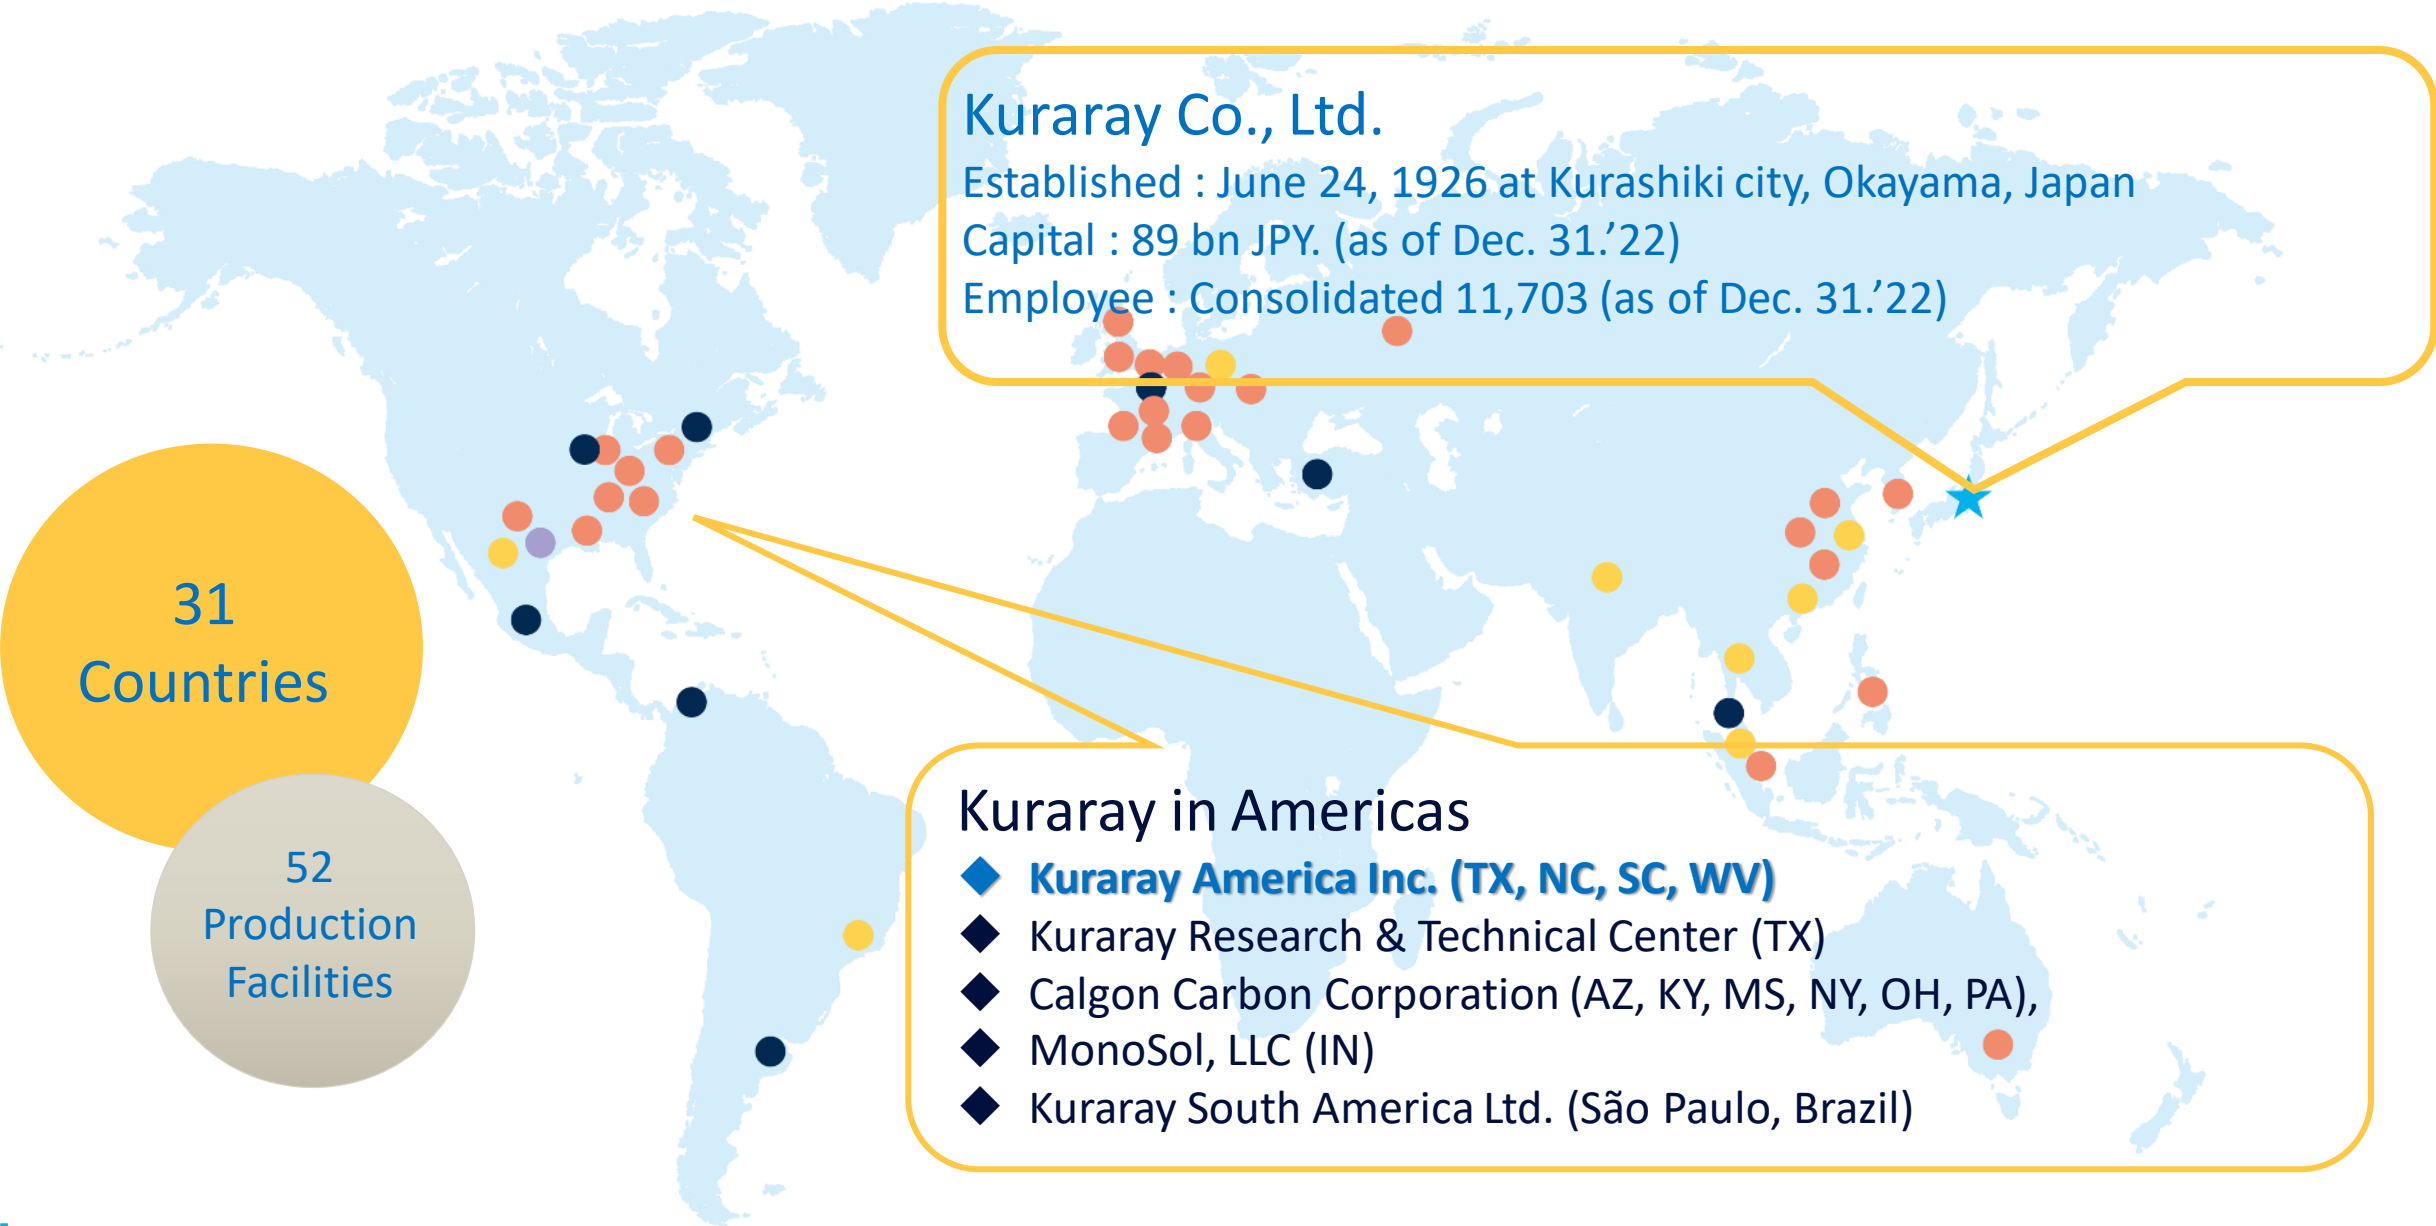 Kuraray Co., Ltd.
Established : June 24, 1926 at Kurashiki city, Okayama, Japan
Capital : 89 bn JPY. (as of Dec. 31.’22)
Employee : Consolidated 11,703 (as of Dec. 31.’22)
31
Countries
52
Production
Facilities
Kuraray in Americas
Kuraray America Inc. (TX, NC, SC, WV)
Kuraray Research & Technical Center (TX)
Calgon Carbon Corporation (AZ, KY, MS, NY, OH, PA),
MonoSol, LLC (IN)
Kuraray South America Ltd. (São Paulo, Brazil)